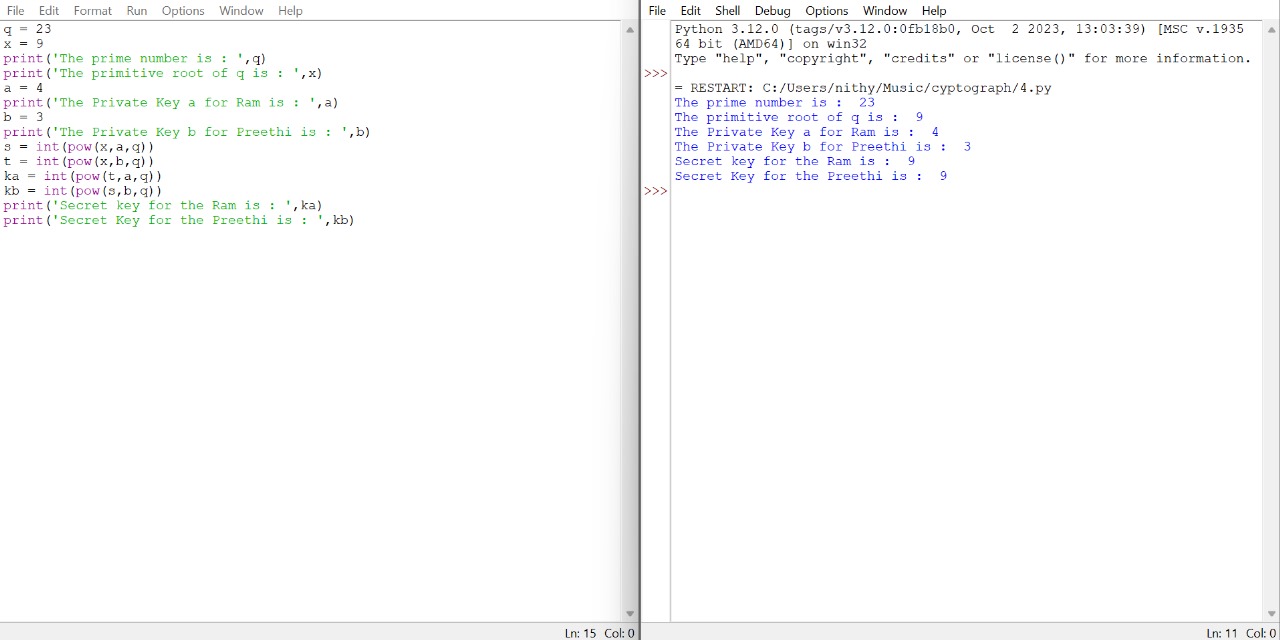 File Edit Format Run Options Window Help
q = 23
x = 9
print('The prime number is : ',q)
print('The primitive root of q is : ',x)
a = 4
print('The Private Key a for Ram is : ',a)
b = 3
print('The Private Key b for Preethi is : ',b)
s = int(pow(x,a,q))
t = int(pow(x,b,q))
ka = int(pow(t,a,q))
kb = int(pow(s,b,q))
print('Secret key for the Ram is : ',ka)
print('Secret Key for the Preethi is : ',kb)
Ln: 15 Col: 0
File Edit Shell Debug Options Window Help
Python 3.12.0 (tags/v3.12.0:0fb18b0, Oct  2 2023, 13:03:39) [MSC v.1935
64 bit (AMD64)] on win32
Type "help", "copyright", "credits" or "license()" for more information.
>>>
= RESTART: C:/Users/nithy/Music/cyptograph/4.py
The prime number is :  23
The primitive root of q is :  9
The Private Key a for Ram is :  4
The Private Key b for Preethi is :  3
Secret key for the Ram is :  9
Secret Key for the Preethi is :  9
>>>
Ln: 11 Col: 0